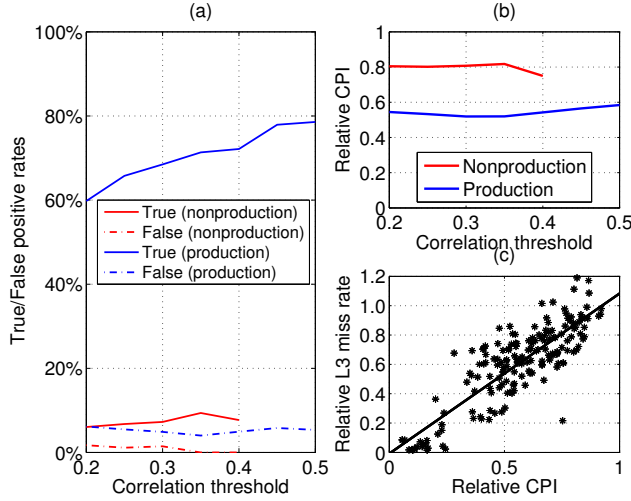 (a)
100%
80%
60%
40%
20%
0%
True/False positive rates
True (nonproduction)
False (nonproduction)
True (production)
False (production)
0.2 0.3 0.4 0.5
Correlation threshold
(b)
1
0.8
0.6
0.4
0.2
0
Relative CPI
Nonproduction
Production
0.2 0.3 0.4 0.5
Correlation threshold
(c)
1.2
1.0
0.8
0.6
0.4
0.2
0
Relative L3 miss rate
0 0.5 1
Relative CPI